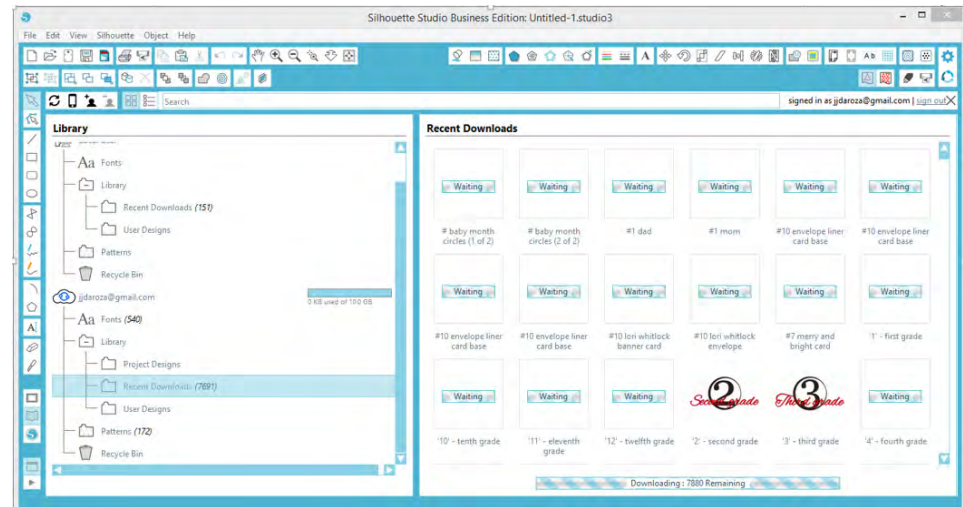 Silhouette Studio Business Edition: Untitled-1.studio3
File Edit View Silhouette Object Help
Search
signed in as jjdaroza@gmail.com | sign out
Library
Aa Fonts
Library
Recent Downloads (151)
User Designs
Patterns
Recycle Bin
jjdaroza@gmail.com
0 KB used of 100 GB
Aa Fonts (540)
Library
Project Designs
Recent Downloads (7691)
User Designs
Patterns (172)
Recycle Bin
Recent Downloads
Waiting Waiting Waiting Waiting Waiting Waiting
# baby month circles (1 of 2)
# baby month circles (2 of 2)
#1 dad
#1 mom
#10 envelope liner card base
#10 envelope liner card base
Waiting Waiting Waiting Waiting Waiting Waiting
#10 envelope liner card base
#10 envelope liner card base
#10 lori whitlock banner card
#10 lori whitlock envelope
#7 merry and bright card
'1' - first grade
Waiting Waiting Waiting 2 Second grade 3 Third grade Waiting
'10' - tenth grade
'11' - eleventh grade
'12' - twelfth grade
'2' - second grade
'3' - third grade
'4' - fourth grade
Downloading : 7880 Remaining